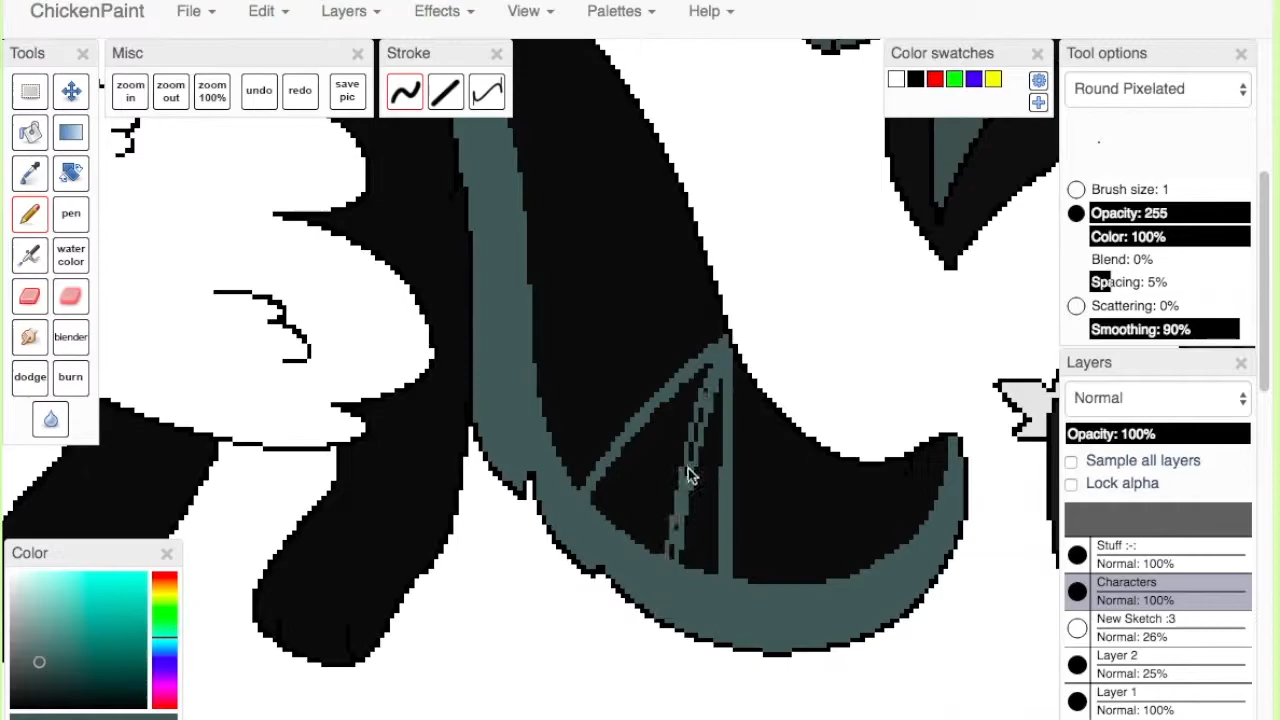 ChickenPaint
File Edit Layers Effects View Palettes Help
Tools
Misc
Stroke
Color swatches
Tool options
zoom in
zoom out
zoom 100%
undo
redo
save pic
Round Pixelated
pen
water color
blender
dodge
burn
Brush size: 1
Opacity: 255
Color: 100%
Blend: 0%
Spacing: 5%
Scattering: 0%
Smoothing: 90%
Layers
Normal
Opacity: 100%
Sample all layers
Lock alpha
Stuff :-:
Normal: 100%
Characters
Normal: 100%
New Sketch :3
Normal: 26%
Layer 2
Normal: 25%
Layer 1
Normal: 100%
Color